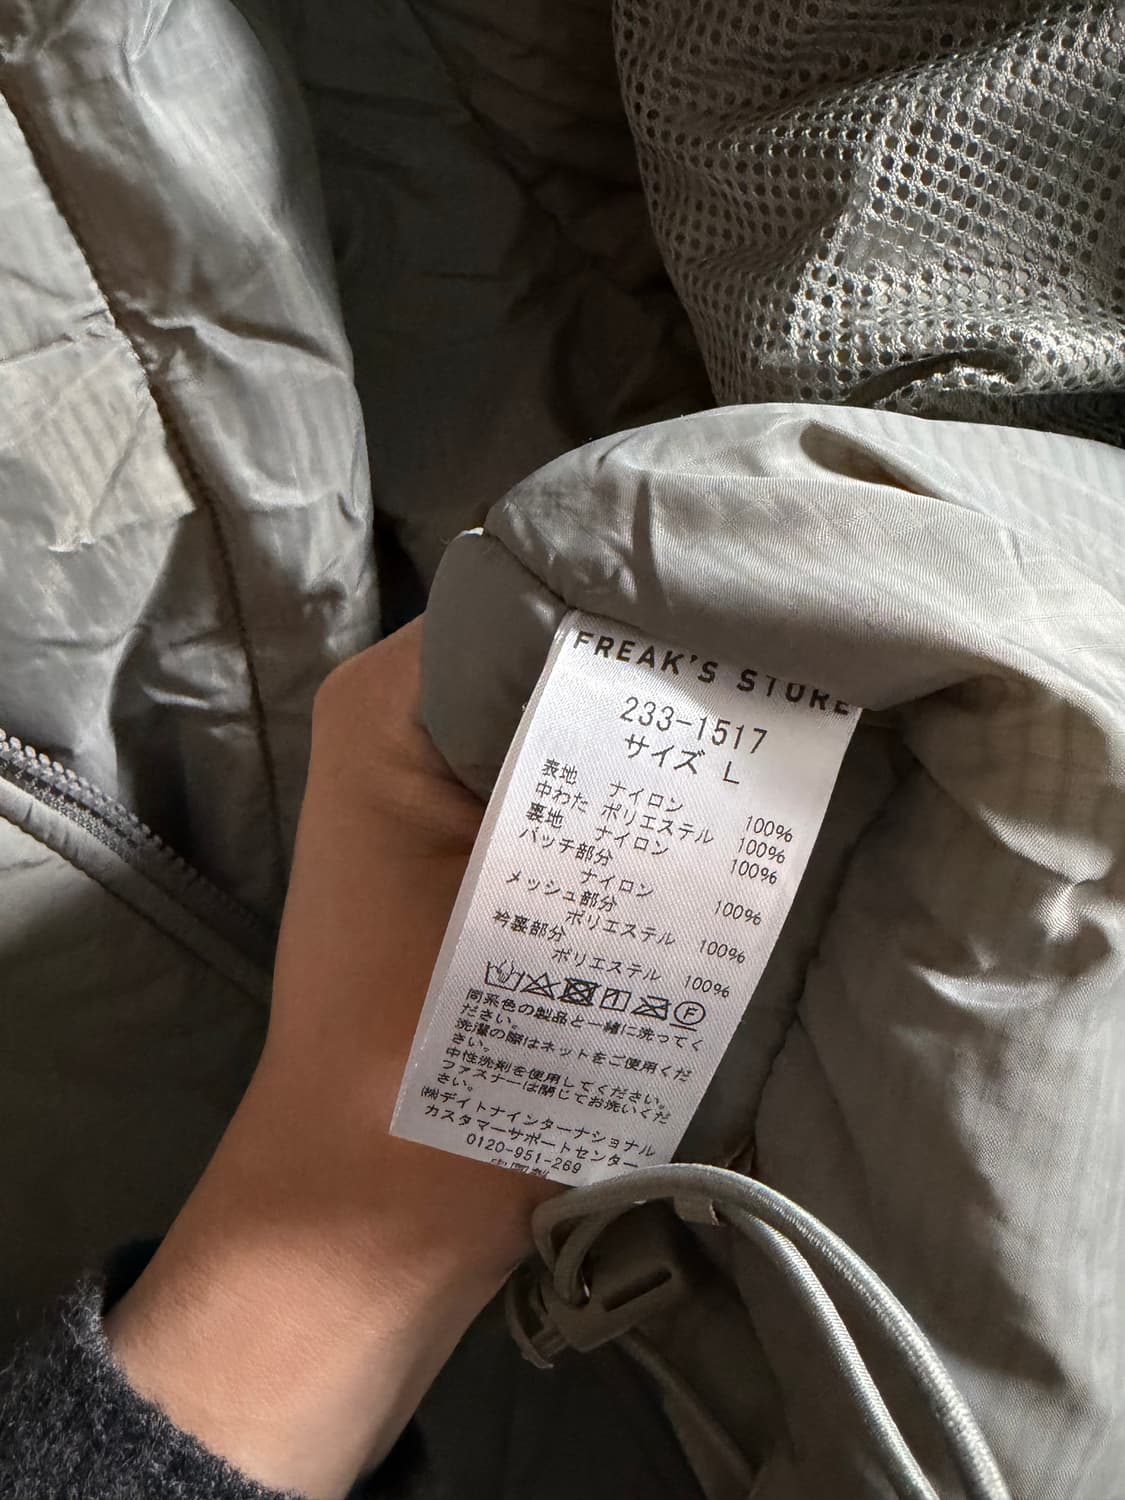 FREAK'S STORE
233-1517
サイズ L
表地 ナイロン 100%
中わた ポリエステル 100%
裏地 ナイロン 100%
パッチ部分
ナイロン 100%
メッシュ部分
ポリエステル 100%
衿裏部分
ポリエステル 100%
同系色の製品と一緒に洗ってく
ださい。
洗濯の際はネットをご使用くだ
さい。
中性洗剤を使用してください。
ファスナーは閉じてお洗いくだ
さい。
㈱デイトナインターナショナル
カスタマーサポートセンター
0120-951-269
中国製